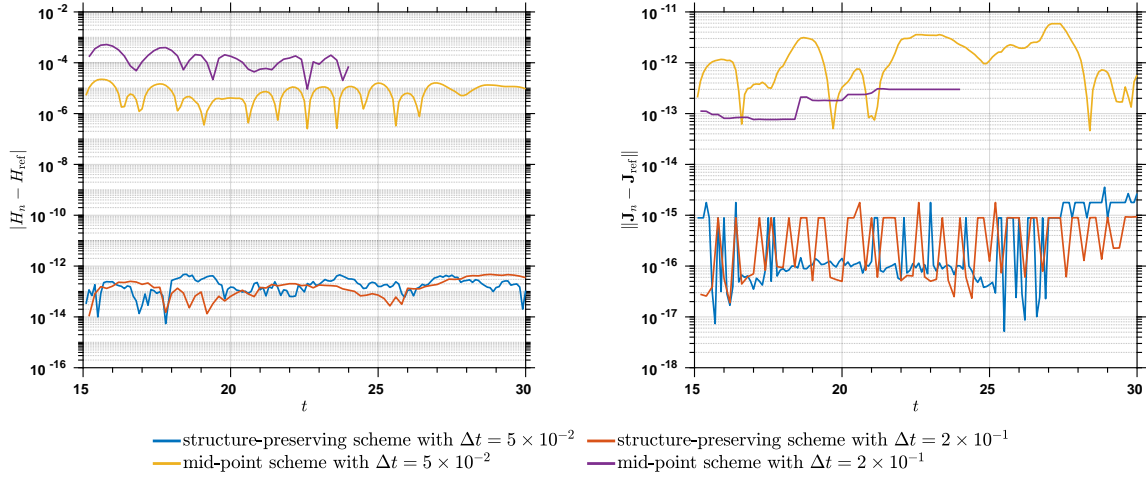 10 -2
10 -4
10 -6
10 -8
10 -10
10 -12
10 -14
10 -16
|H_n − H_ref|
15 20 25 30
t
10 -11
10 -12
10 -13
10 -14
10 -15
10 -16
10 -17
10 -18
||J_n − J_ref||
15 20 25 30
t
structure-preserving scheme with Δt = 5 × 10^−2
structure-preserving scheme with Δt = 2 × 10^−1
mid-point scheme with Δt = 5 × 10^−2
mid-point scheme with Δt = 2 × 10^−1